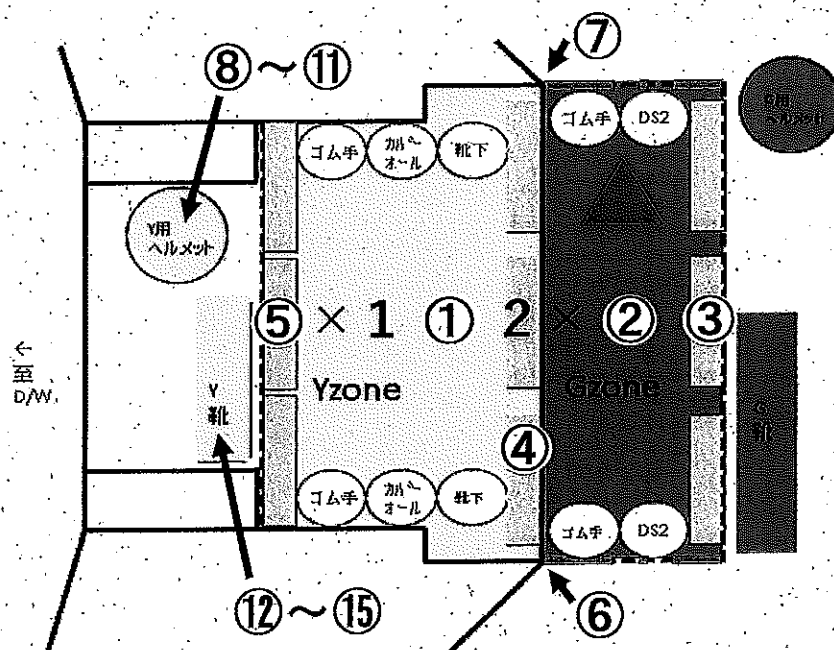 ⑦
⑧～⑪
ゴム手
カバーオール
靴下
ゴム手
DS2
Y用
ヘルメット
⑤ × 1 ① 2 × ② ③
Yzone
Gzone
←
至
D/W
Y
靴
G
靴
④
ゴム手
カバーオール
靴下
ゴム手
DS2
⑫～⑮
⑥